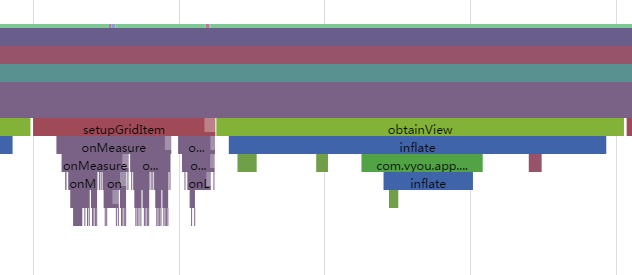 setupGridItem obtainView
onMeasure o... inflate
onMeasure o... o... com.vyou.app....
onM on onL inflate